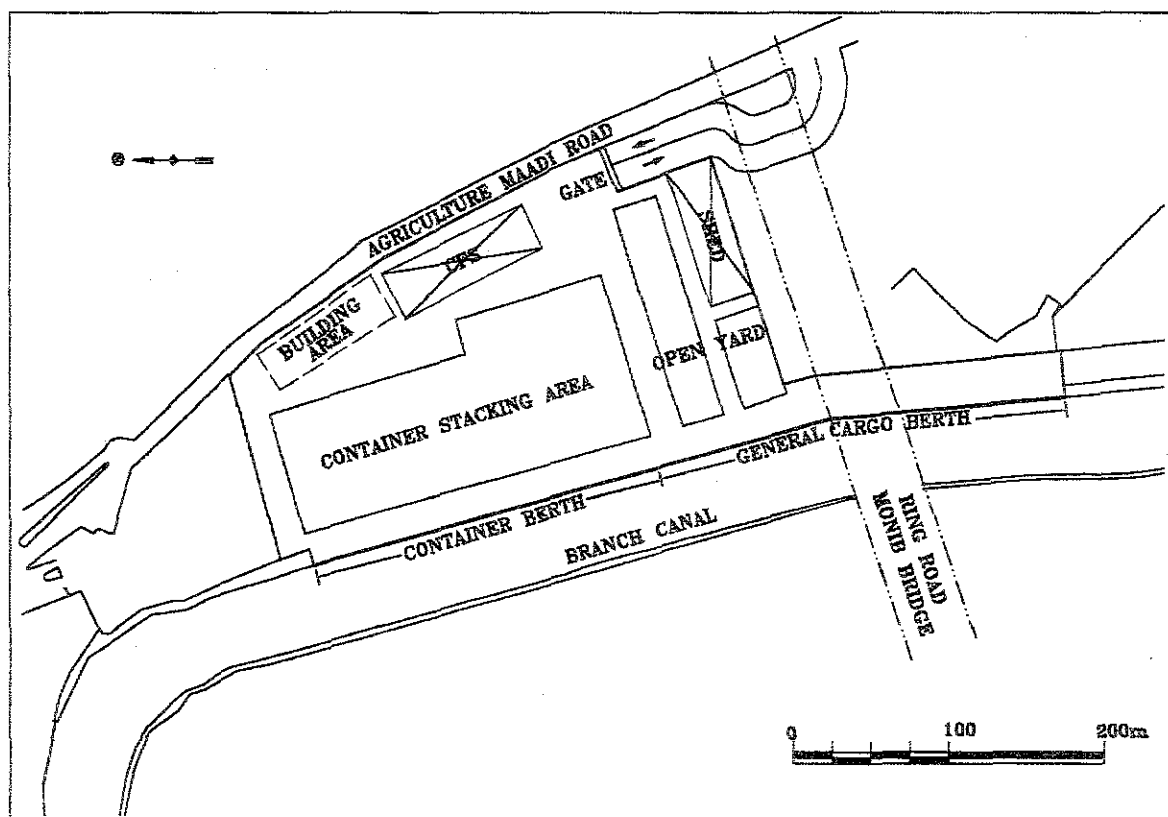 AGRICULTURE MAADI ROAD
GATE
SHED
CFS
BUILDING
AREA
OPEN YARD
CONTAINER STACKING AREA
GENERAL CARGO BERTH
CONTAINER BERTH
BRANCH CANAL
RING ROAD
MONIB BRIDGE
0 100 200m